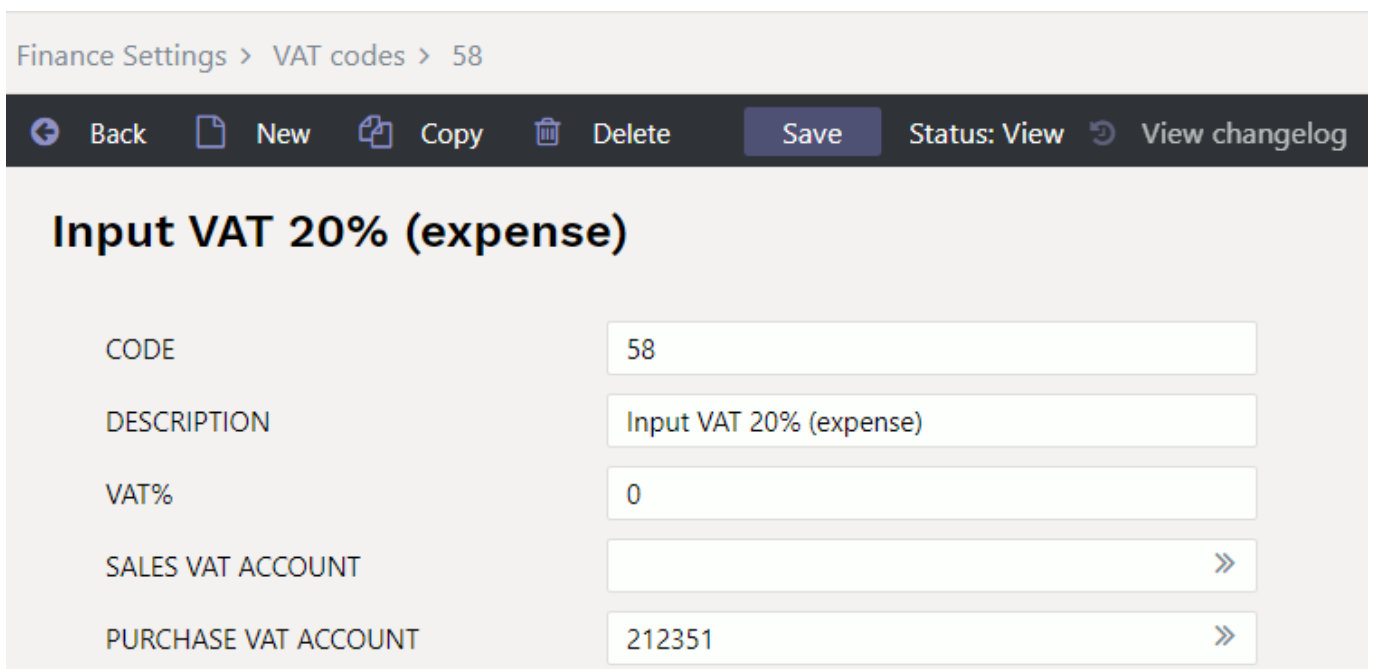 Finance Settings > VAT codes > 58
Back New Copy Delete Save Status: View View changelog
Input VAT 20% (expense)
CODE 58
DESCRIPTION Input VAT 20% (expense)
VAT% 0
SALES VAT ACCOUNT
PURCHASE VAT ACCOUNT 212351